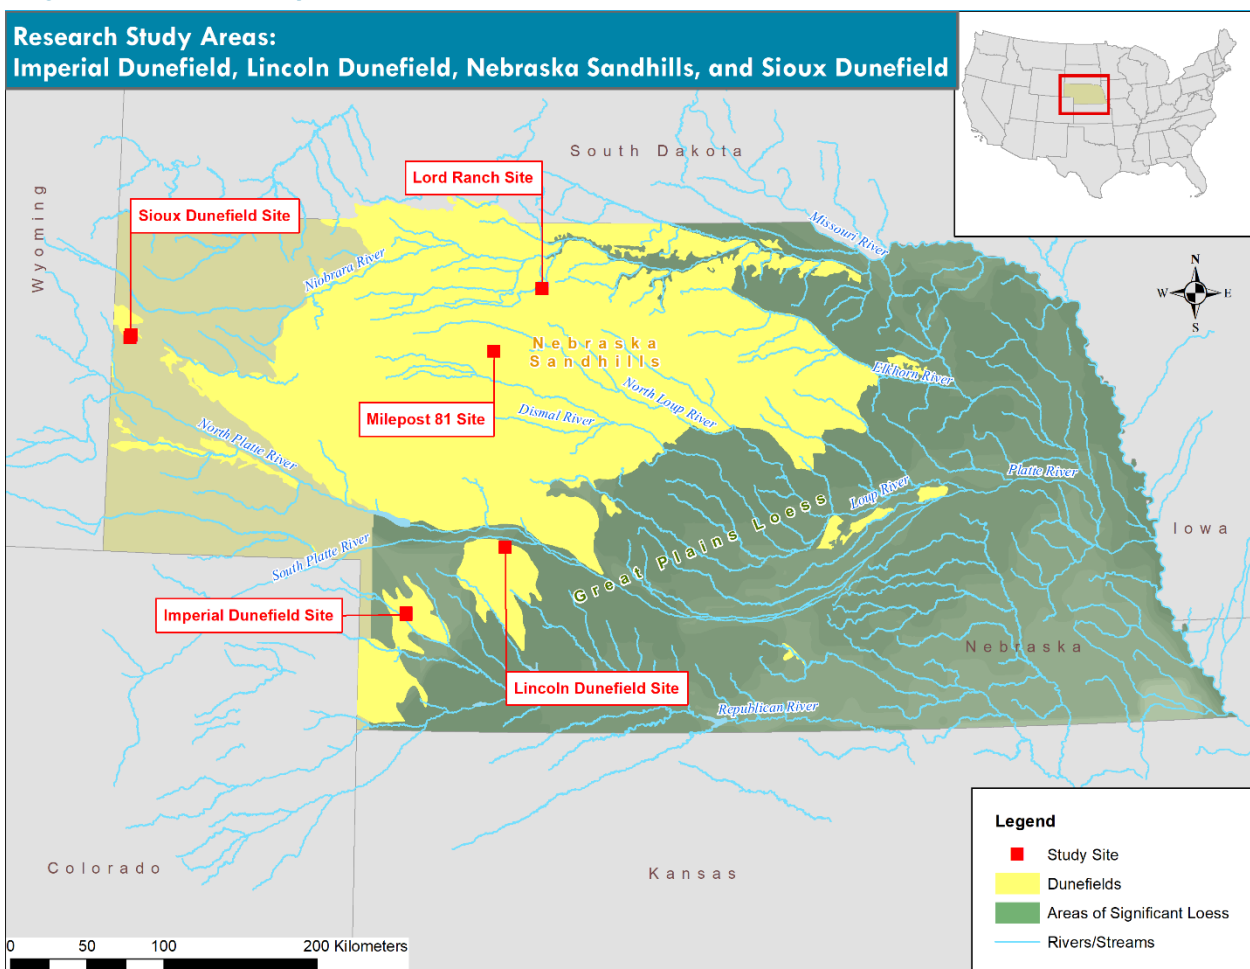 Research Study Areas:
Imperial Dunefield, Lincoln Dunefield, Nebraska Sandhills, and Sioux Dunefield
South Dakota
Lord Ranch Site
Wyoming
Sioux Dunefield Site
Missouri River
Niobrara River
N
W
E
S
Nebraska
Sandhills
Elkhorn River
North Loup River
Milepost 81 Site
Dismal River
North Platte River
Platte River
Loup River
Great Plains Loess
Iowa
South Platte River
Imperial Dunefield Site
Nebraska
Lincoln Dunefield Site
Republican River
Colorado
Kansas
Legend
Study Site
Dunefields
Areas of Significant Loess
Rivers/Streams
0 50 100 200 Kilometers